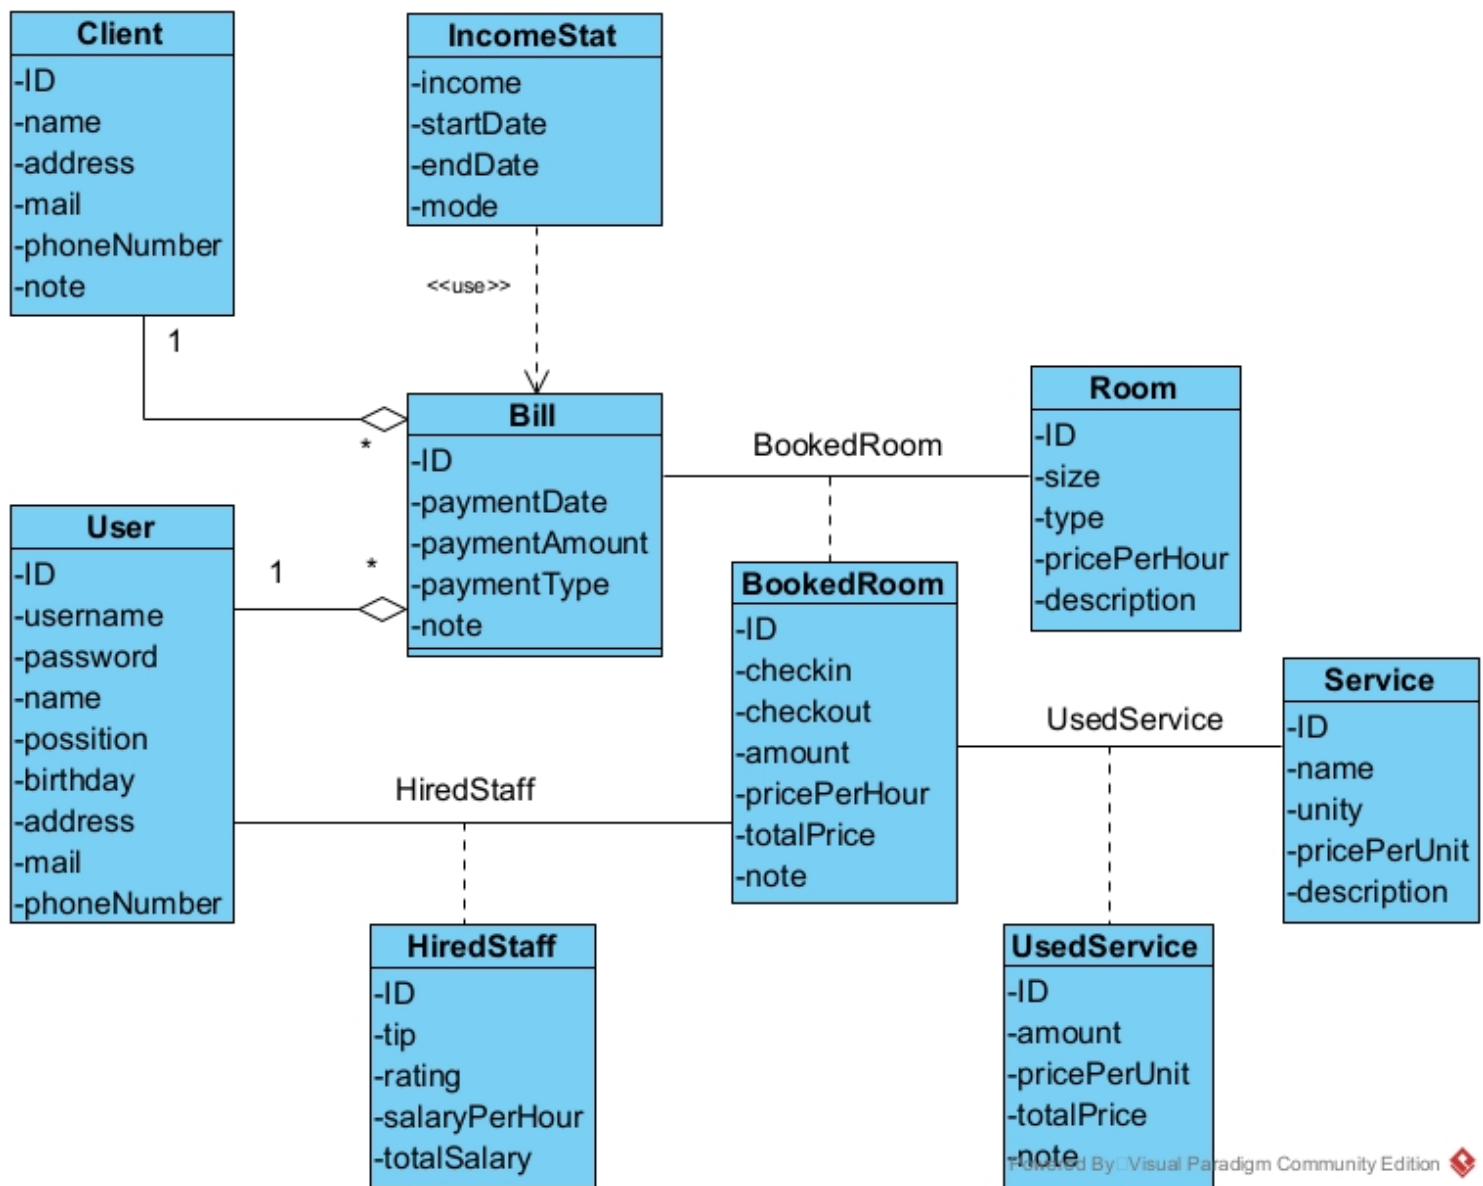 Client
-ID
-name
-address
-mail
-phoneNumber
-note
IncomeStat
-income
-startDate
-endDate
-mode
<<use>>
1
*
Bill
-ID
-paymentDate
-paymentAmount
-paymentType
-note
BookedRoom
Room
-ID
-size
-type
-pricePerHour
-description
User
-ID
-username
-password
-name
-possition
-birthday
-address
-mail
-phoneNumber
1
*
BookedRoom
-ID
-checkin
-checkout
-amount
-pricePerHour
-totalPrice
-note
UsedService
Service
-ID
-name
-unity
-pricePerUnit
-description
HiredStaff
HiredStaff
-ID
-tip
-rating
-salaryPerHour
-totalSalary
UsedService
-ID
-amount
-pricePerUnit
-totalPrice
-note
Powered By Visual Paradigm Community Edition